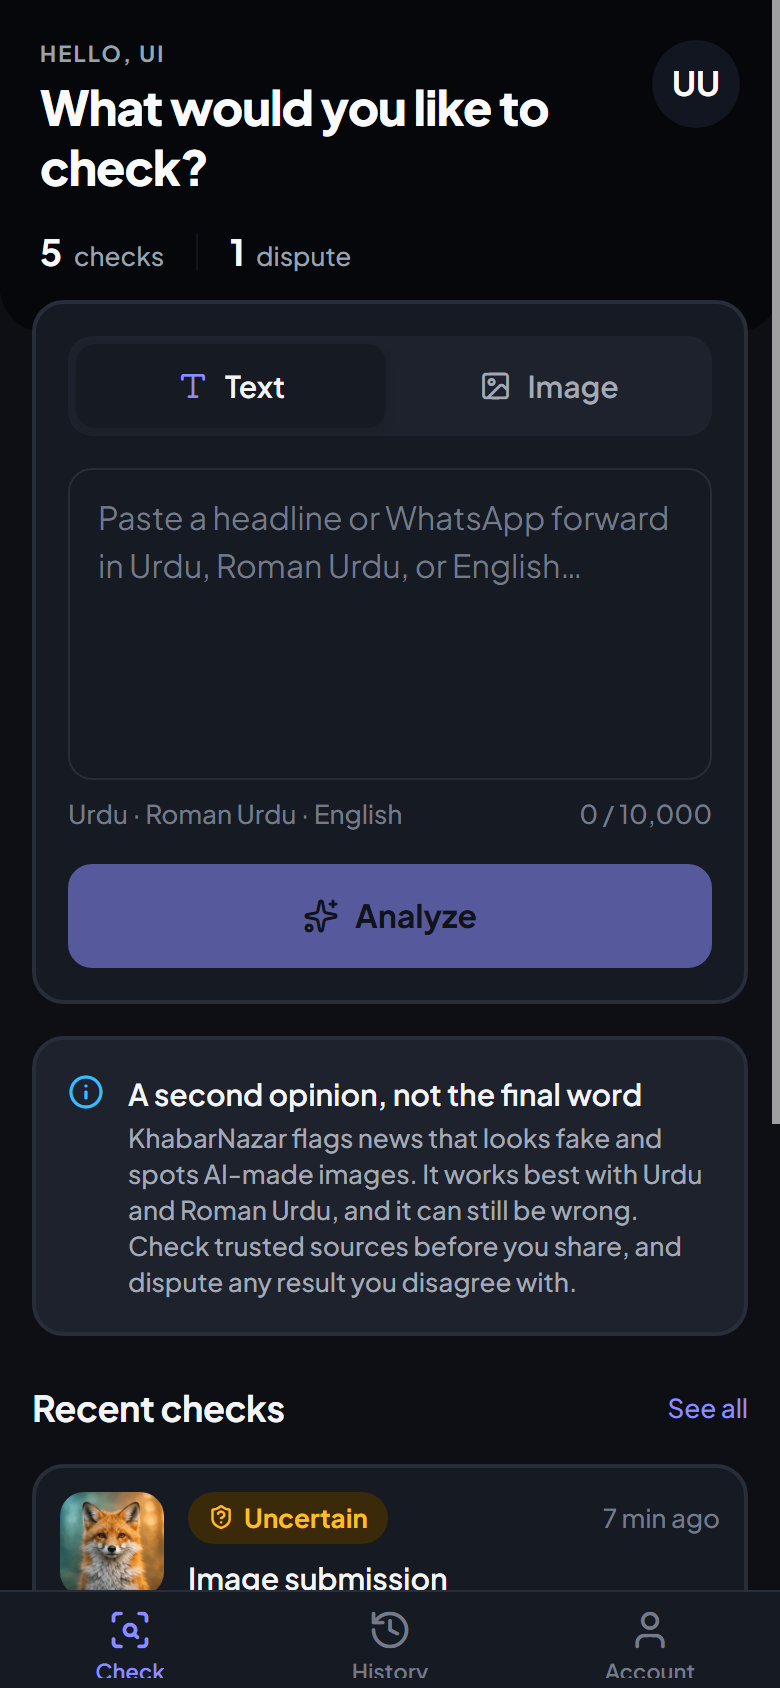 HELLO, UI
What would you like to
check?
UU
5 checks
1 dispute
Text
Image
Paste a headline or WhatsApp forward
in Urdu, Roman Urdu, or English...
Urdu · Roman Urdu · English
0 / 10,000
Analyze
A second opinion, not the final word
KhabarNazar flags news that looks fake and
spots AI-made images. It works best with Urdu
and Roman Urdu, and it can still be wrong.
Check trusted sources before you share, and
dispute any result you disagree with.
Recent checks
See all
Uncertain
7 min ago
Image submission
Check
History
Account